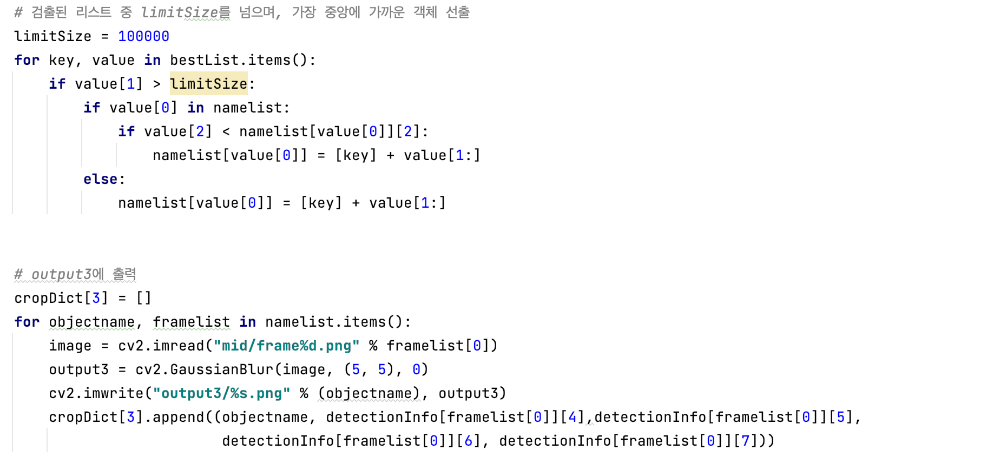 # 검출된 리스트 중 limitSize를 넘으며, 가장 중앙에 가까운 객체 선출
limitSize = 100000
for key, value in bestList.items():
    if value[1] > limitSize:
        if value[0] in namelist:
            if value[2] < namelist[value[0]][2]:
                namelist[value[0]] = [key] + value[1:]
        else:
            namelist[value[0]] = [key] + value[1:]
# output3에 출력
cropDict[3] = []
for objectname, framelist in namelist.items():
    image = cv2.imread("mid/frame%d.png" % framelist[0])
    output3 = cv2.GaussianBlur(image, (5, 5), 0)
    cv2.imwrite("output3/%s.png" % (objectname), output3)
    cropDict[3].append((objectname, detectionInfo[framelist[0]][4],detectionInfo[framelist[0]][5],
                        detectionInfo[framelist[0]][6], detectionInfo[framelist[0]][7]))